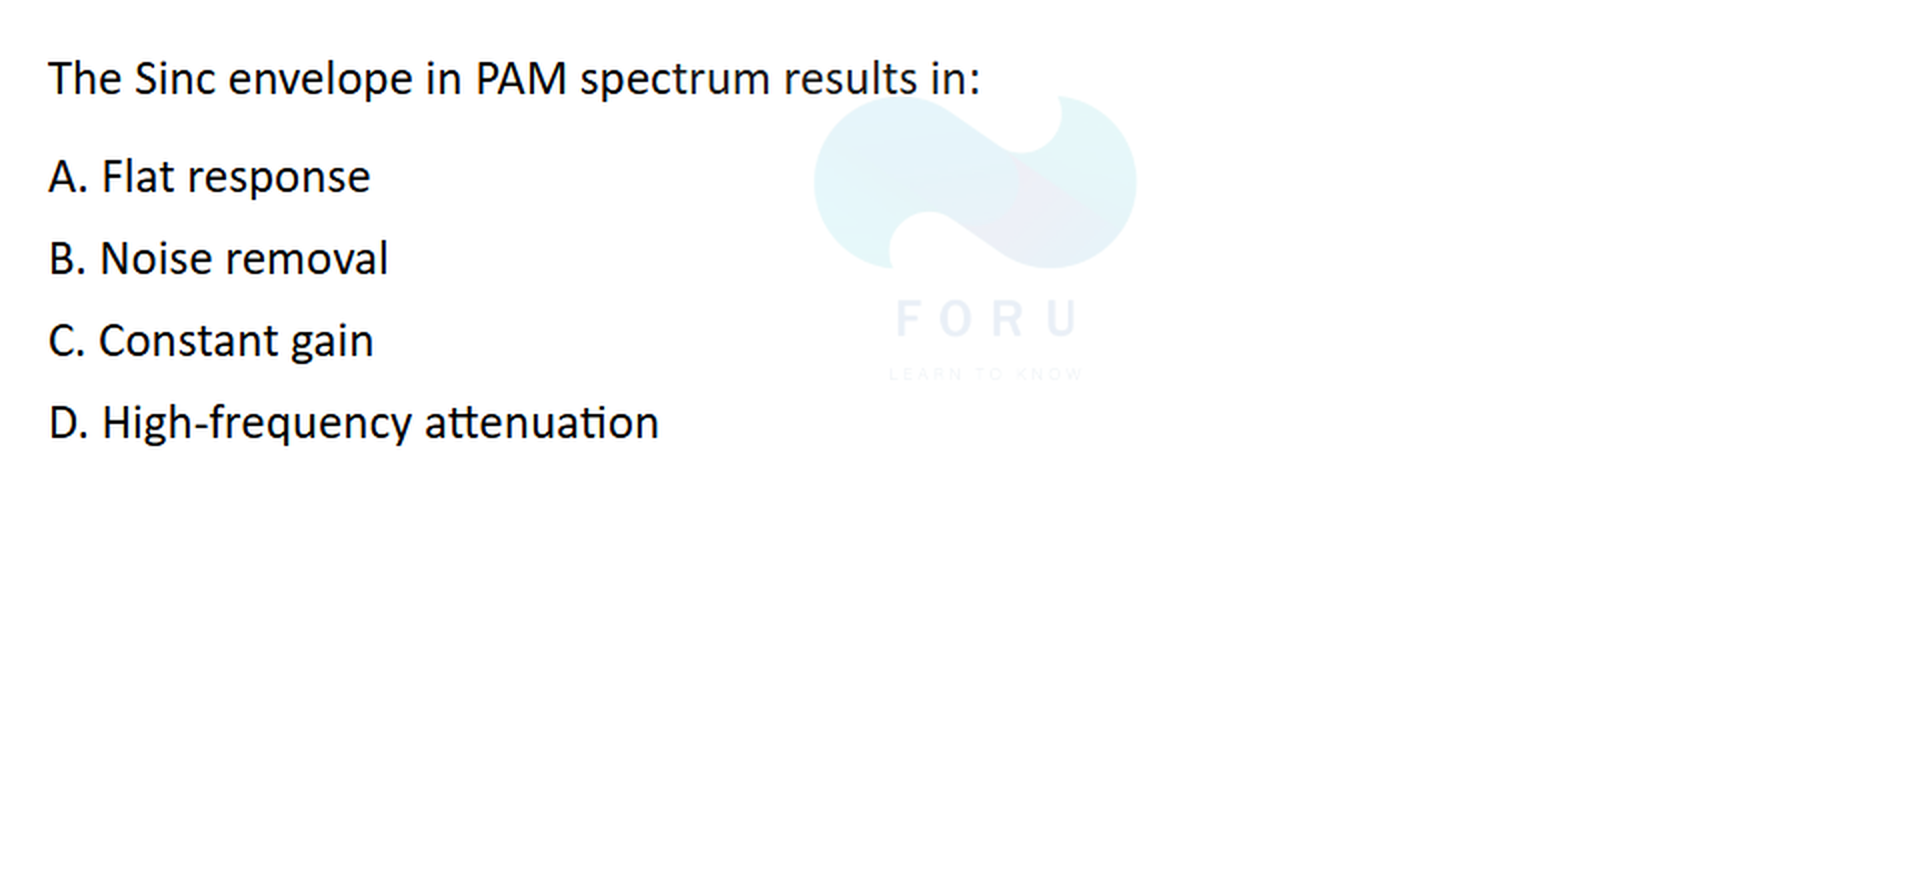 The Sinc envelope in PAM spectrum results in:
A. Flat response
B. Noise removal
C. Constant gain
D. High-frequency attenuation
FORU
LEARN TO KNOW